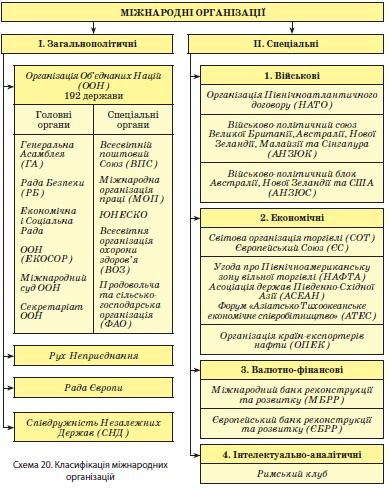 МІЖНАРОДНІ ОРГАНІЗАЦІЇ
І. Загальнополітичні
Організація Об'єднаних Націй
(ООН)
192 держави
Головні
органи
Генеральна
Асамблея
(ГА)
Рада Безпеки
(РБ)
Економічна
і Соціальна
Рада
ООН
(ЕКОСОР)
Міжнародний
суд ООН
Секретаріат
ООН
Спеціальні
органи
Всесвітній
поштовий
Союз (ВПС)
Міжнародна
організація
праці (МОП)
ЮНЕСКО
Всесвітня
організація
охорони
здоров'я
(ВОЗ)
Продовольча
та сільсько-
господарська
організація
(ФАО)
Рух Неприєднання
Рада Європи
Співдружність Незалежних
Держав (СНД)
Схема 20. Класифікація міжнародних
організацій
ІІ. Спеціальні
1. Військові
Організація Північноатлантичного
договору (НАТО)
Військово-політичний союз
Великої Британії, Австралії, Нової
Зеландії, Малайзії та Сінгапура
(АНЗЮК)
Військово-політичний блок
Австралії, Нової Зеландії та США
(АНЗЮС)
2. Економічні
Світова організація торгівлі (СОТ)
Європейський Союз (ЄС)
Угода про Північноамериканську
зону вільної торгівлі (НАФТА)
Асоціація держав Південно-Східної
Азії (АСЕАН)
Форум «Азіатсько-Тихоокеанське
економічне співробітництво» (АТЕС)
Організація країн-експортерів
нафти (ОПЕК)
3. Валютно-фінансові
Міжнародний банк реконструкції
та розвитку (МБРР)
Європейський банк реконструкції
та розвитку (ЄБРР)
4. Інтелектуально-аналітичні
Римський клуб